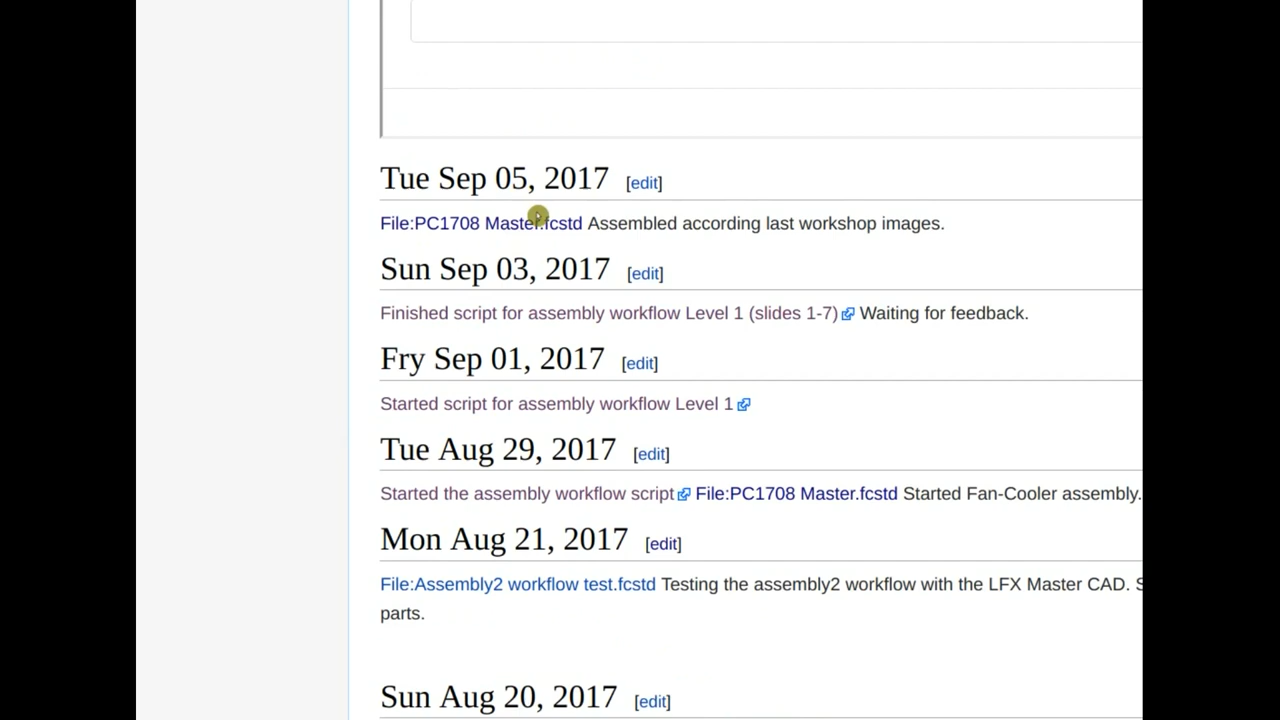 Tue Sep 05, 2017 [edit]
File:PC1708 Master.fcstd Assembled according last workshop images.
Sun Sep 03, 2017 [edit]
Finished script for assembly workflow Level 1 (slides 1-7) Waiting for feedback.
Fry Sep 01, 2017 [edit]
Started script for assembly workflow Level 1
Tue Aug 29, 2017 [edit]
Started the assembly workflow script File:PC1708 Master.fcstd Started Fan-Cooler assembly.
Mon Aug 21, 2017 [edit]
File:Assembly2 workflow test.fcstd Testing the assembly2 workflow with the LFX Master CAD.
parts.
Sun Aug 20, 2017 [edit]